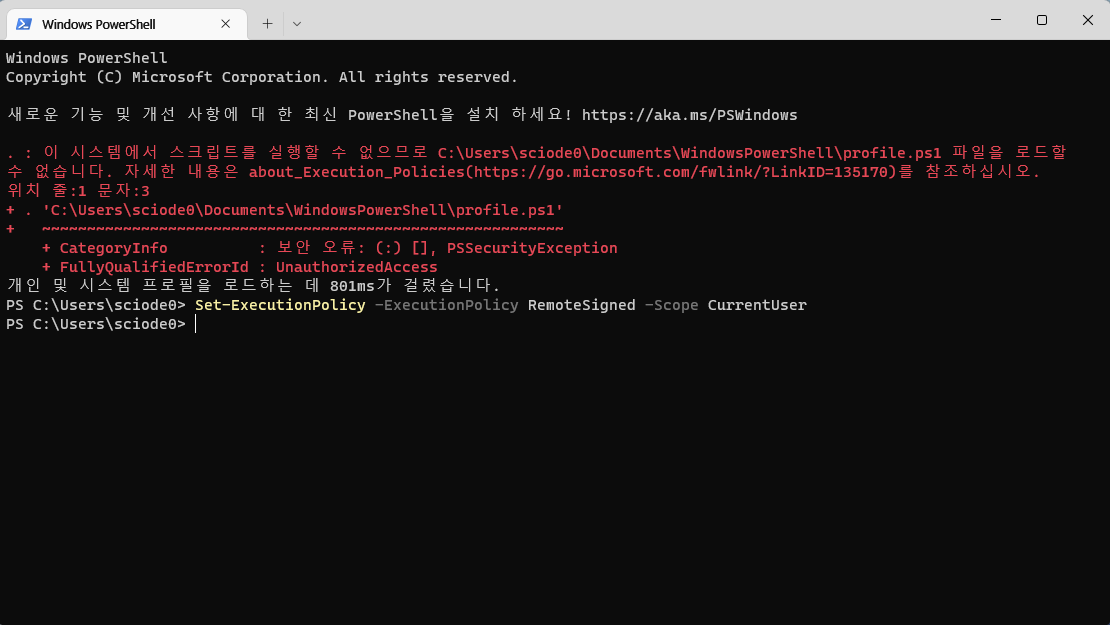 Windows PowerShell
Windows PowerShell
Copyright (C) Microsoft Corporation. All rights reserved.
새로운 기능 및 개선 사항에 대 한 최신 PowerShell을 설치 하세요! https://aka.ms/PSWindows
. : 이 시스템에서 스크립트를 실행할 수 없으므로 C:\Users\sciode0\Documents\WindowsPowerShell\profile.ps1 파일을 로드할
수 없습니다. 자세한 내용은 about_Execution_Policies(https://go.microsoft.com/fwlink/?LinkID=135170)를 참조하십시오.
위치 줄:1 문자:3
+ . 'C:\Users\sciode0\Documents\WindowsPowerShell\profile.ps1'
+   ~~~~~~~~~~~~~~~~~~~~~~~~~~~~~~~~~~~~~~~~~~~~~~~~~~~~~~~~~~
    + CategoryInfo          : 보안 오류: (:) [], PSSecurityException
    + FullyQualifiedErrorId : UnauthorizedAccess
개인 및 시스템 프로필을 로드하는 데 801ms가 걸렸습니다.
PS C:\Users\sciode0> Set-ExecutionPolicy -ExecutionPolicy RemoteSigned -Scope CurrentUser
PS C:\Users\sciode0>